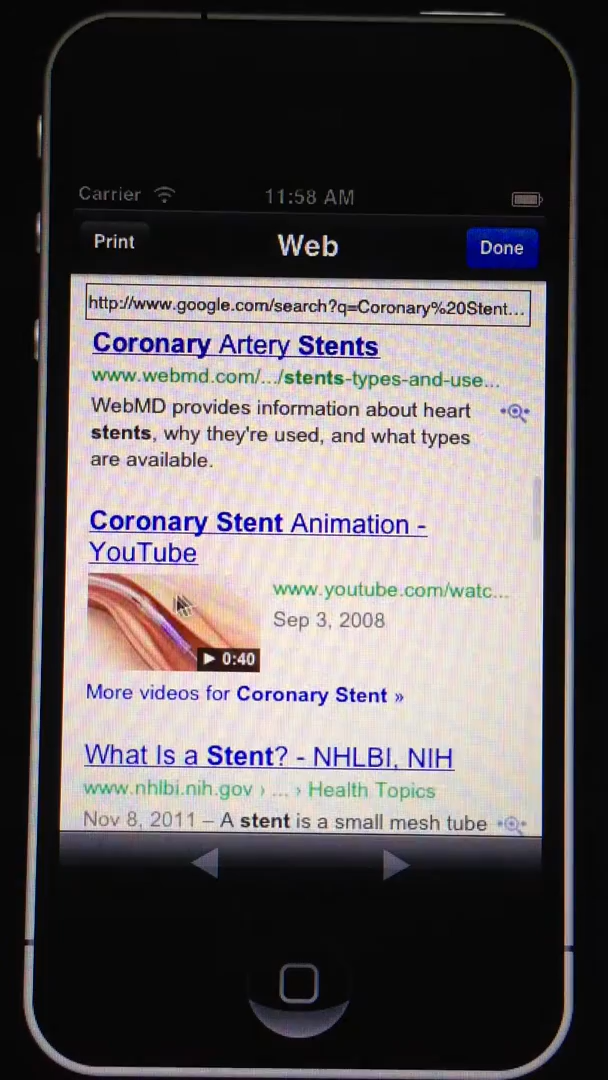 Carrier 11:58 AM
Print Web Done
http://www.google.com/search?q=Coronary%20Stent...
Coronary Artery Stents
www.webmd.com/.../stents-types-and-use...
WebMD provides information about heart
stents, why they're used, and what types
are available.
Coronary Stent Animation -
YouTube
www.youtube.com/watc...
Sep 3, 2008
0:40
More videos for Coronary Stent »
What Is a Stent? - NHLBI, NIH
www.nhlbi.nih.gov › ... › Health Topics
Nov 8, 2011 – A stent is a small mesh tube